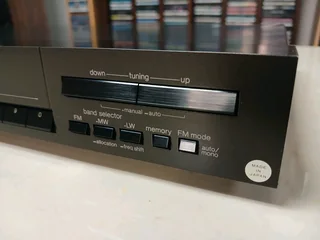 down tuning up
manual auto
band selector
FM MW LW memory FM mode
allocation freq shift auto/
mono
MADE
IN
JAPAN